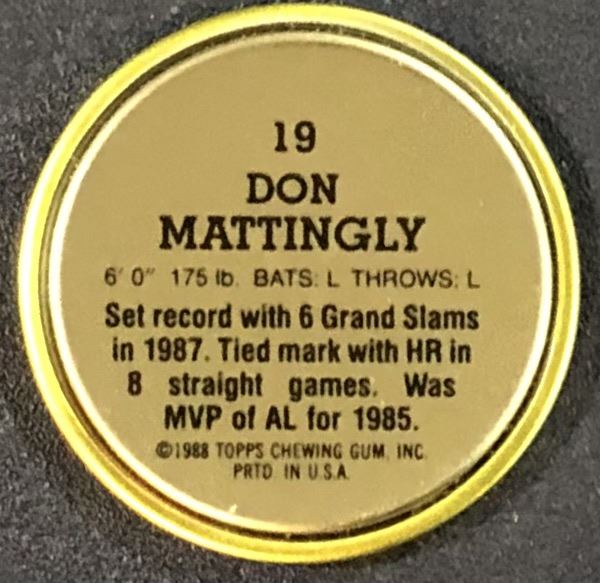 19
DON
MATTINGLY
6' 0" 175 lb. BATS: L THROWS: L
Set record with 6 Grand Slams
in 1987. Tied mark with HR in
8 straight games. Was
MVP of AL for 1985.
©1988 TOPPS CHEWING GUM, INC.
PRTD. IN U.S.A.